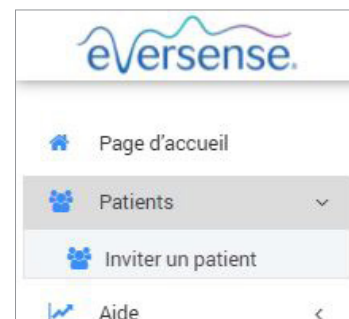 eversense.
Page d'accueil
Patients
Inviter un patient
Aide